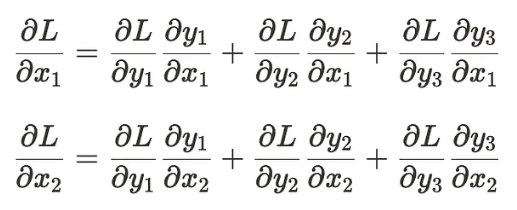 ∂L/∂x₁ = ∂L/∂y₁ ∂y₁/∂x₁ + ∂L/∂y₂ ∂y₂/∂x₁ + ∂L/∂y₃ ∂y₃/∂x₁
∂L/∂x₂ = ∂L/∂y₁ ∂y₁/∂x₂ + ∂L/∂y₂ ∂y₂/∂x₂ + ∂L/∂y₃ ∂y₃/∂x₂